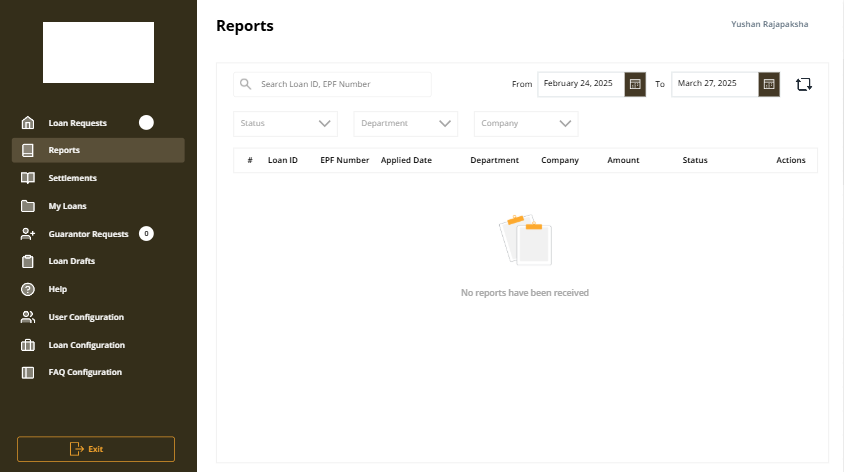 Reports
Yushan Rajapaksha
Search Loan ID, EPF Number
From February 24, 2025 To March 27, 2025
Status Department Company
# Loan ID EPF Number Applied Date Department Company Amount Status Actions
No reports have been received
Loan Requests
Reports
Settlements
My Loans
Guarantor Requests 0
Loan Drafts
Help
User Configuration
Loan Configuration
FAQ Configuration
Exit